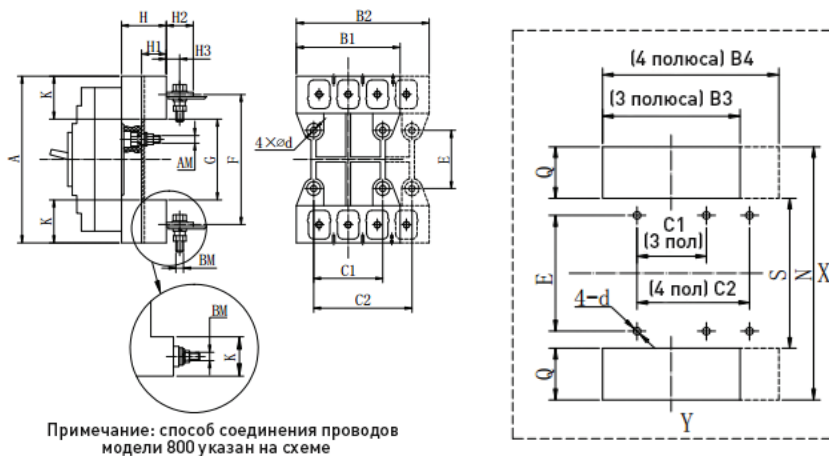 H
H2
H1
H3
K
A
K
AM
G
F
BM
BM
K
B2
B1
4×ød
E
C1
C2
Примечание: способ соединения проводов
модели 800 указан на схеме
(4 полюса) B4
(3 полюса) B3
Q
C1
(3 пол)
E
(4 пол) C2
S
N
X
4-d
Q
Y